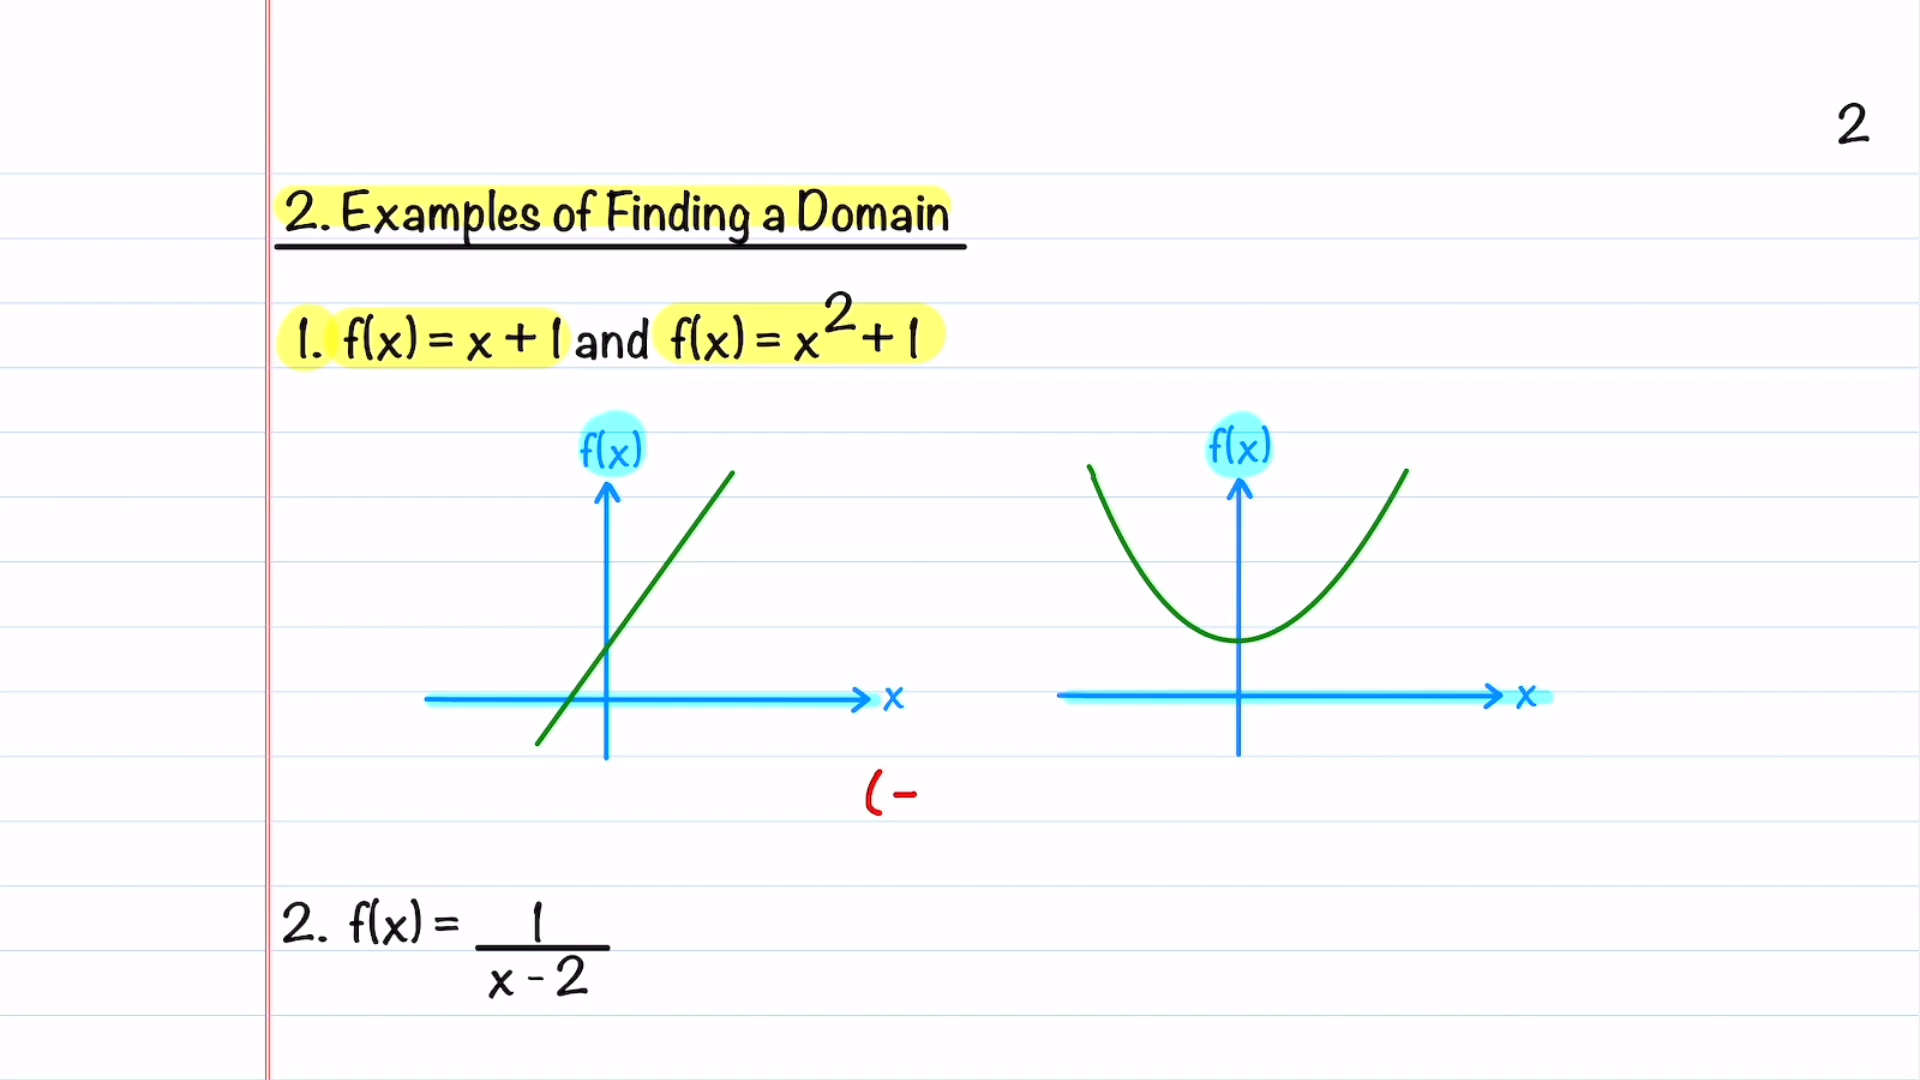 2
2. Examples of Finding a Domain
1. f(x) = x + 1 and f(x) = x² + 1
f(x) f(x)
x x
(-
2. f(x) = 1
x - 2